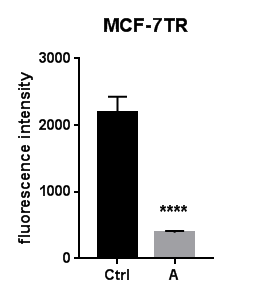 MCF-7TR
fluorescence intensity
3000
2000
1000
0
****
Ctrl
A